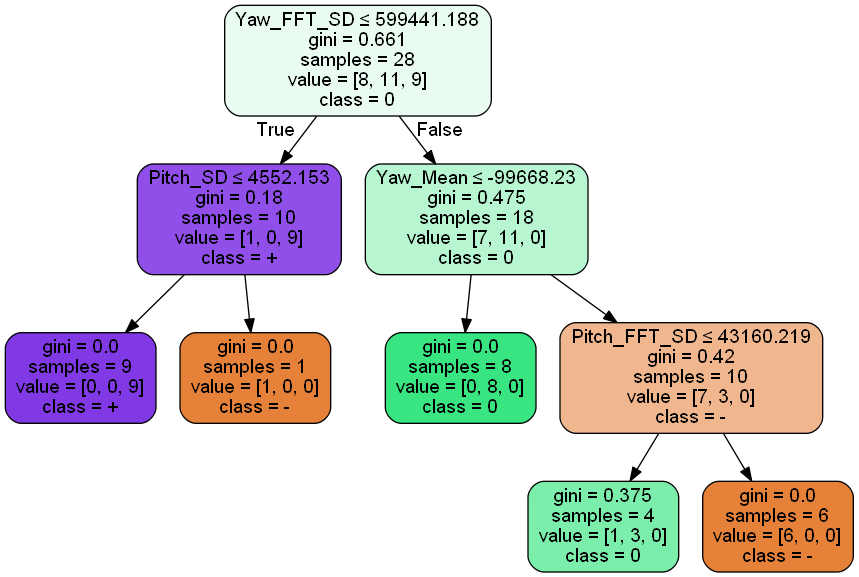 Yaw_FFT_SD ≤ 599441.188
gini = 0.661
samples = 28
value = [8, 11, 9]
class = 0
True
False
Pitch_SD ≤ 4552.153
gini = 0.18
samples = 10
value = [1, 0, 9]
class = +
Yaw_Mean ≤ -99668.23
gini = 0.475
samples = 18
value = [7, 11, 0]
class = 0
gini = 0.0
samples = 9
value = [0, 0, 9]
class = +
gini = 0.0
samples = 1
value = [1, 0, 0]
class = -
gini = 0.0
samples = 8
value = [0, 8, 0]
class = 0
Pitch_FFT_SD ≤ 43160.219
gini = 0.42
samples = 10
value = [7, 3, 0]
class = -
gini = 0.375
samples = 4
value = [1, 3, 0]
class = 0
gini = 0.0
samples = 6
value = [6, 0, 0]
class = -